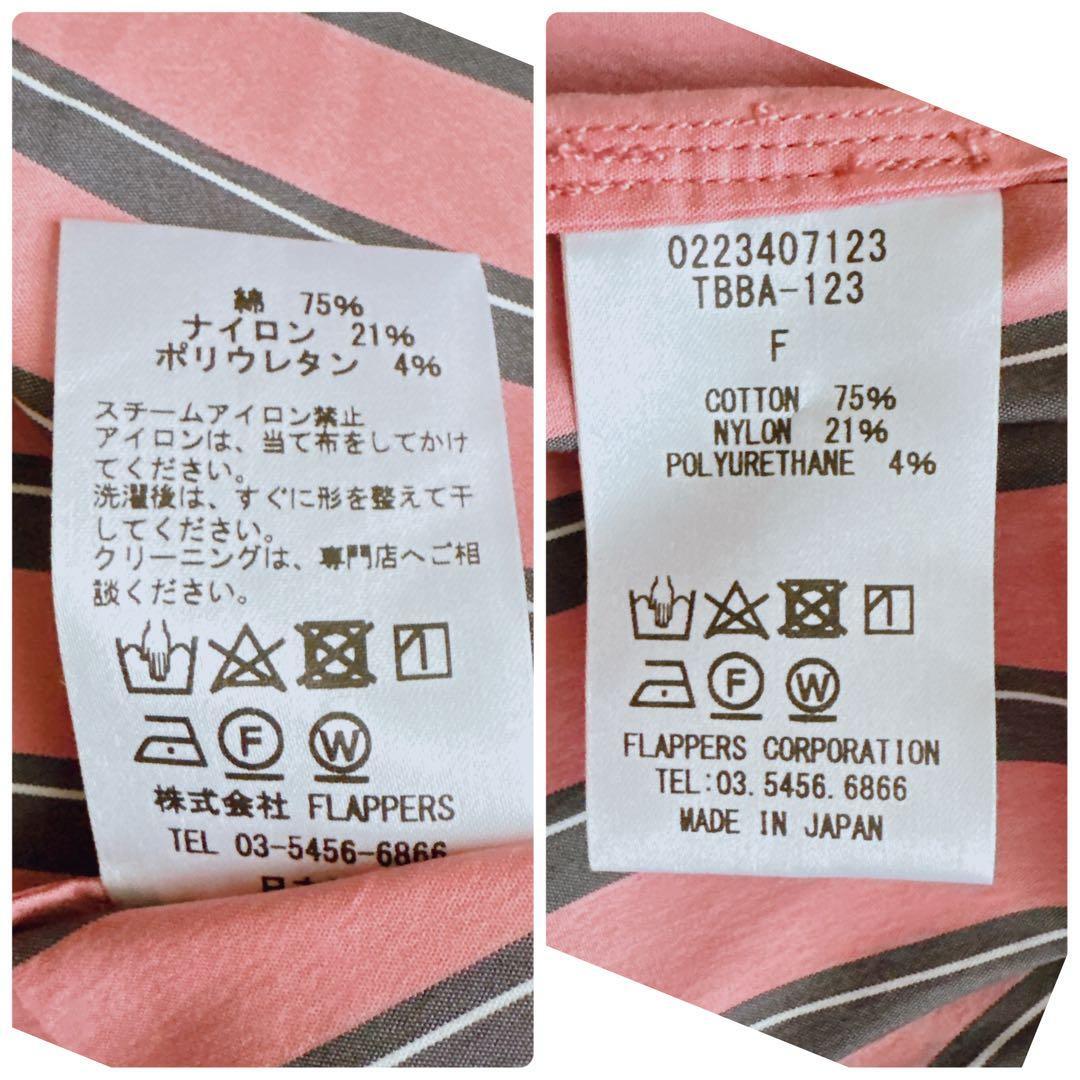 綿 75%
ナイロン 21%
ポリウレタン 4%
スチームアイロン禁止
アイロンは、当て布をしてかけ
てください。
洗濯後は、すぐに形を整えて干
してください。
クリーニングは、専門店へご相
談ください。
F W
株式会社 FLAPPERS
TEL 03-5456-6866
0223407123
TBBA-123
F
COTTON 75%
NYLON 21%
POLYURETHANE 4%
F W
FLAPPERS CORPORATION
TEL:03.5456.6866
MADE IN JAPAN